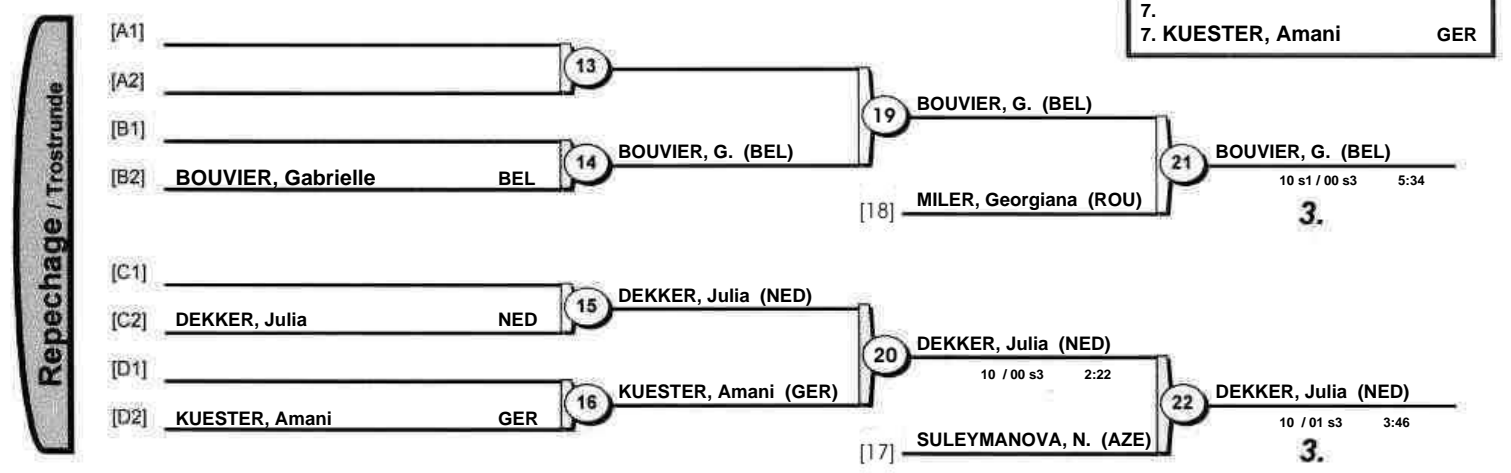 7.
7. KUESTER, Amani GER
Repechage / Trostrunde
[A1]
13
[A2]
[B1]
14
BOUVIER, G. (BEL)
[B2] BOUVIER, Gabrielle BEL
19
BOUVIER, G. (BEL)
[18] MILER, Georgiana (ROU)
21
BOUVIER, G. (BEL)
10 s1 / 00 s3 5:34
3.
[C1]
15
DEKKER, Julia (NED)
[C2] DEKKER, Julia NED
[D1]
16
KUESTER, Amani (GER)
[D2] KUESTER, Amani GER
20
DEKKER, Julia (NED)
10 / 00 s3 2:22
[17] SULEYMANOVA, N. (AZE)
22
DEKKER, Julia (NED)
10 / 01 s3 3:46
3.